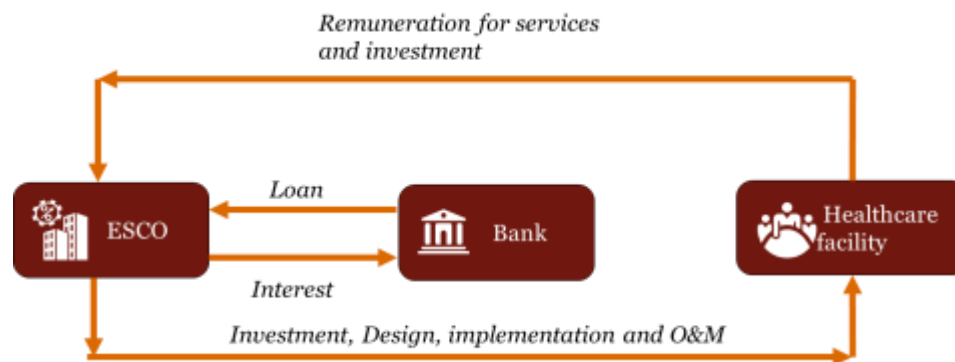 Remuneration for services
and investment
Loan
ESCO
Bank
Healthcare
facility
Interest
Investment, Design, implementation and O&M